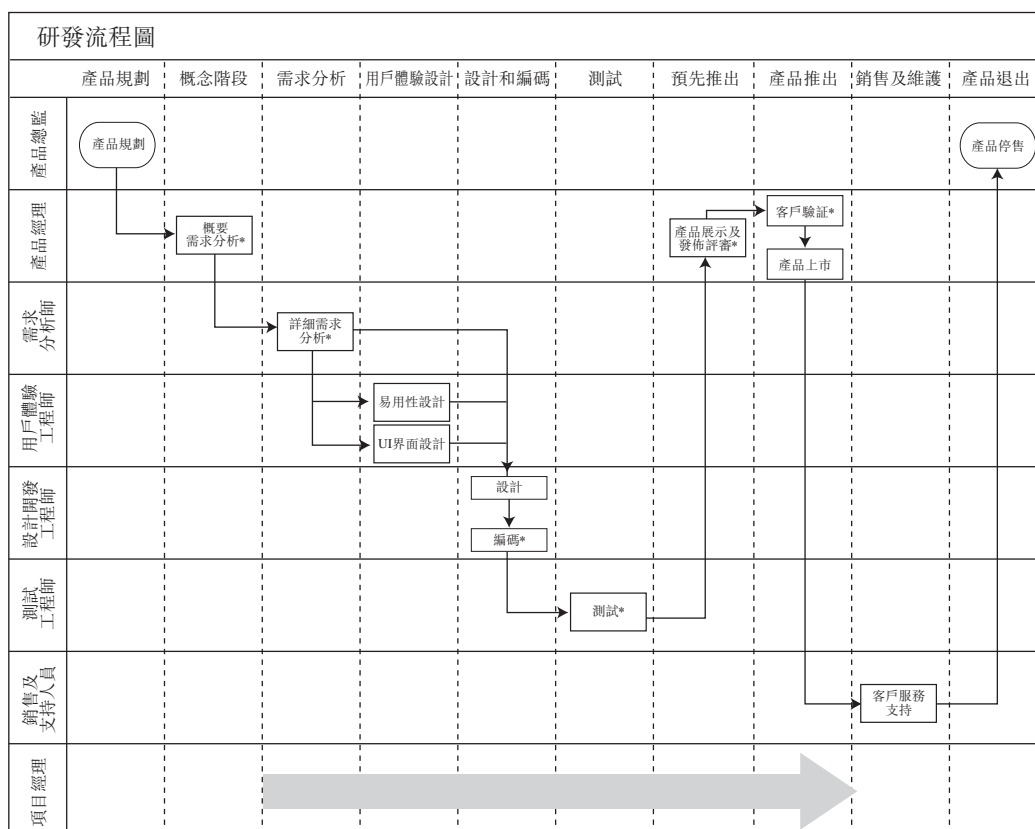 研發流程圖
產品規劃 概念階段 需求分析 用戶體驗設計 設計和編碼 測試 預先推出 產品推出 銷售及維護 產品退出
產品總監
產品規劃
產品停售
產品經理
概要
需求分析*
產品展示及
發佈評審*
客戶驗証*
產品上市
需求
分析師
詳細需求
分析*
用戶體驗
工程師
易用性設計
UI界面設計
設計開發
工程師
設計
編碼*
測試
工程師
測試*
銷售及
支持人員
客戶服務
支持
項目經理